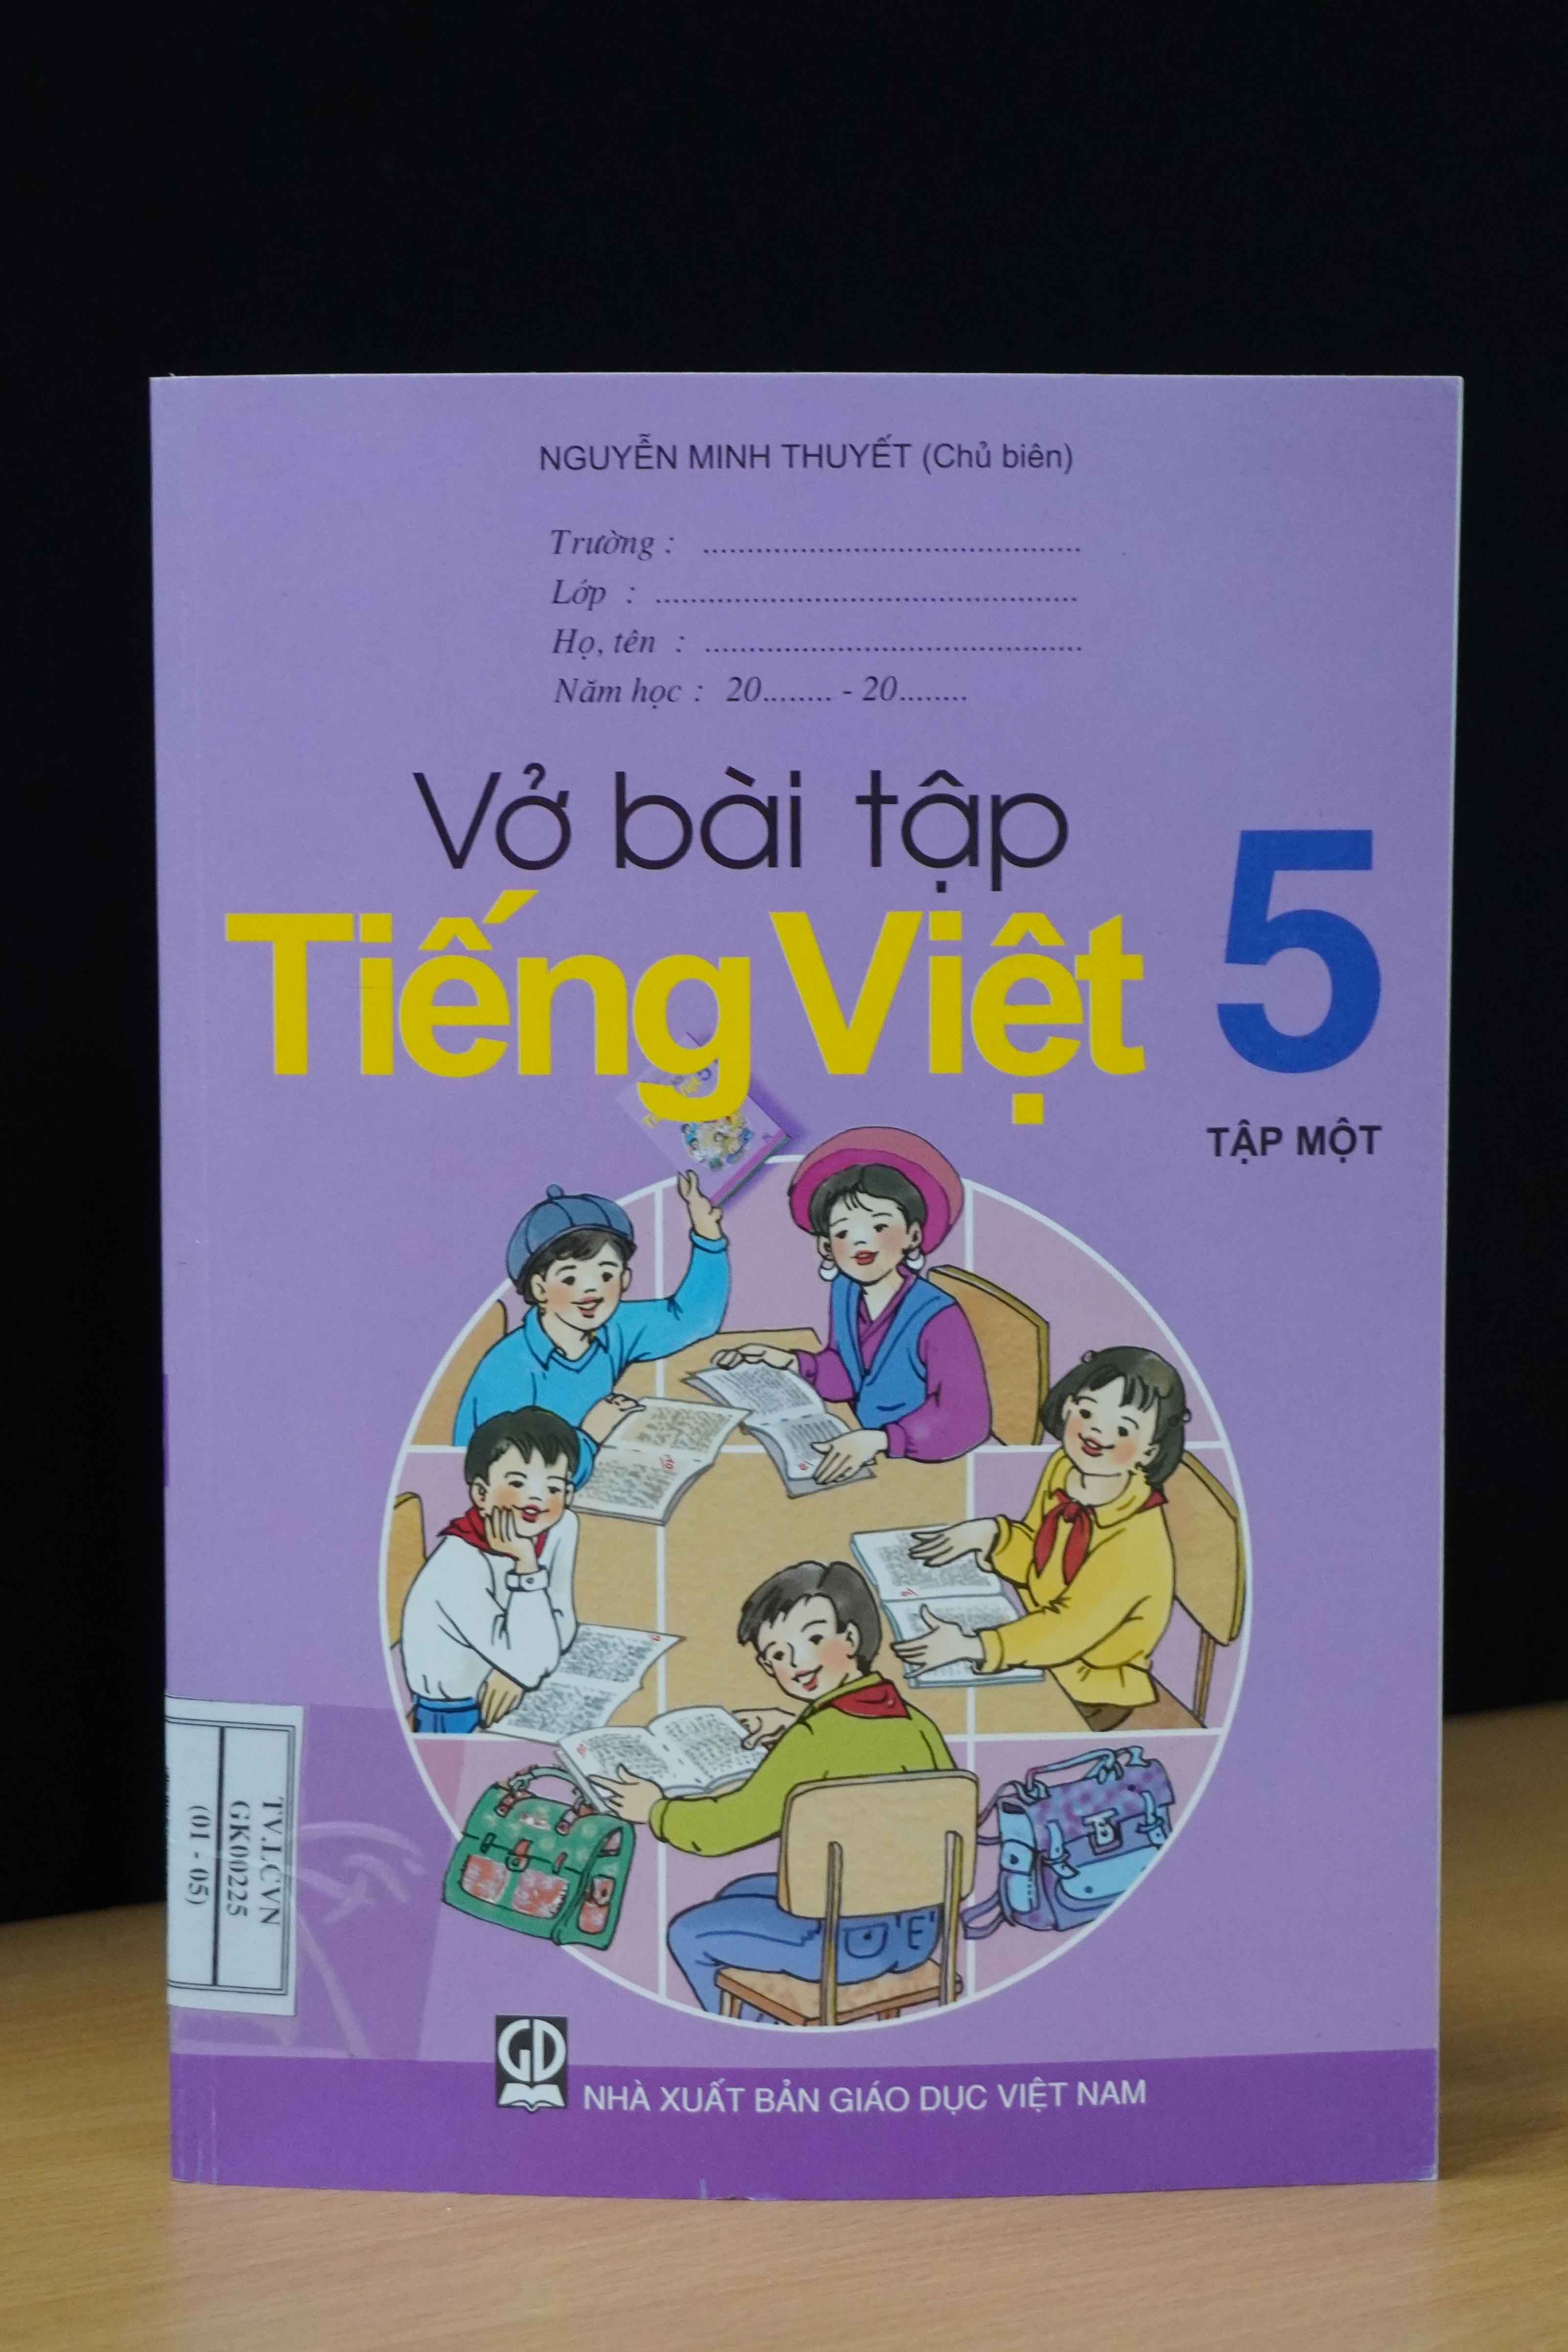 NGUYỄN MINH THUYẾT (Chủ biên)
Trường : ............................................
Lớp : .................................................
Họ, tên : ............................................
Năm học : 20........ - 20........
Vở bài tập
Tiếng Việt 5
TẬP MỘT
TV.LCVN
GK00225
(01 - 05)
GD
NHÀ XUẤT BẢN GIÁO DỤC VIỆT NAM